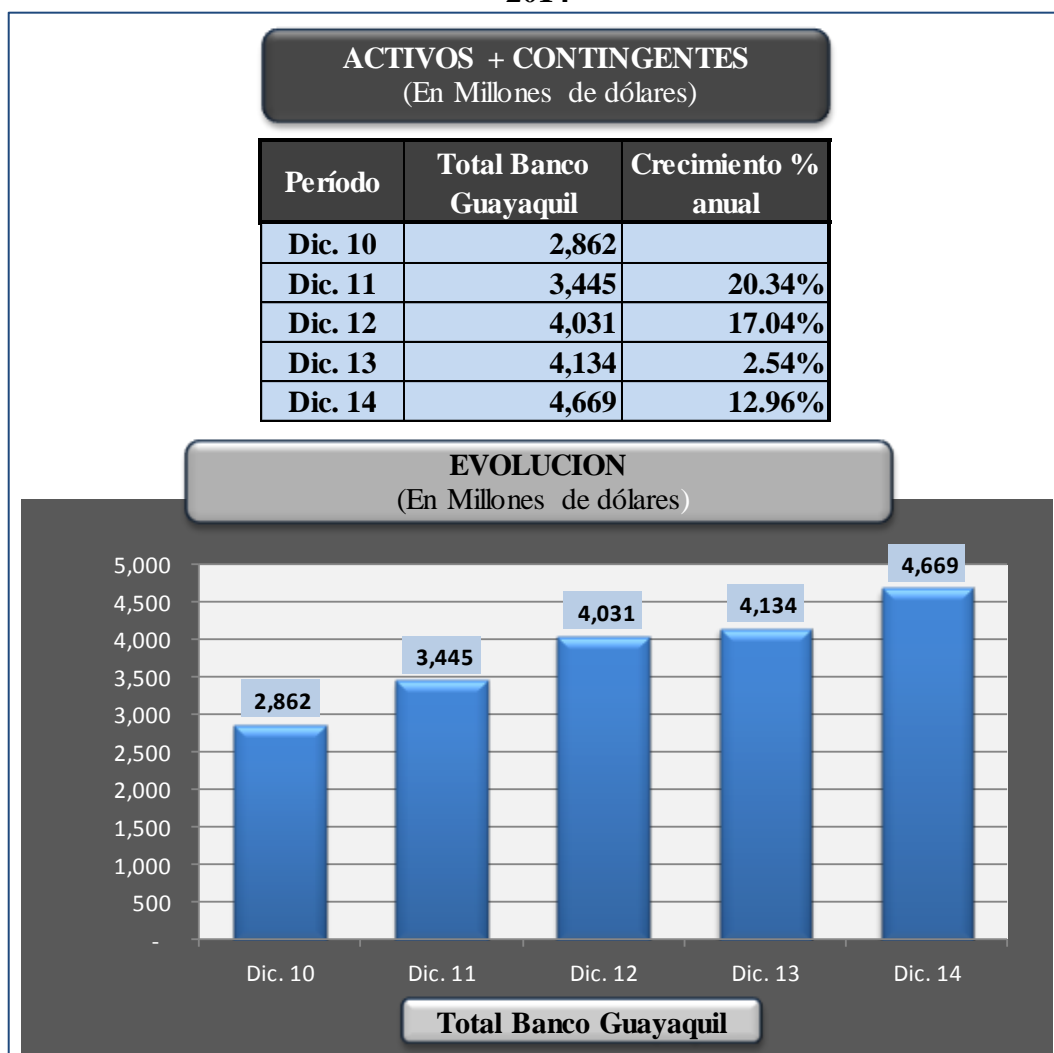 2014
ACTIVOS + CONTINGENTES
(En Millones de dólares)
Período Total Banco Guayaquil Crecimiento % anual
Dic. 10 2,862
Dic. 11 3,445 20.34%
Dic. 12 4,031 17.04%
Dic. 13 4,134 2.54%
Dic. 14 4,669 12.96%
EVOLUCION
(En Millones de dólares)
5,000
4,500
4,000
3,500
3,000
2,500
2,000
1,500
1,000
500
-
2,862
3,445
4,031
4,134
4,669
Dic. 10 Dic. 11 Dic. 12 Dic. 13 Dic. 14
Total Banco Guayaquil